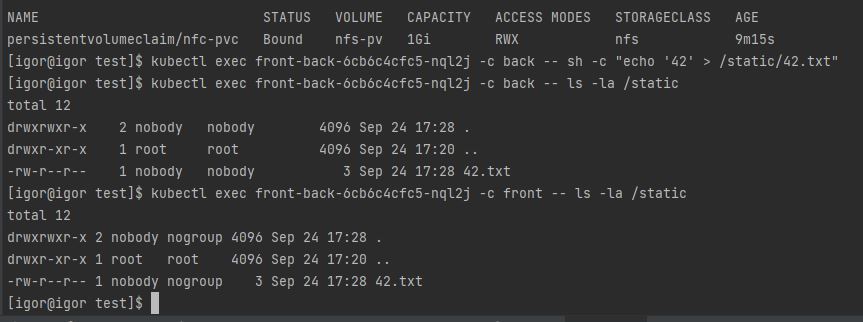 NAME STATUS VOLUME CAPACITY ACCESS MODES STORAGECLASS AGE
persistentvolumeclaim/nfc-pvc Bound nfs-pv 1Gi RWX nfs 9m15s
[igor@igor test]$ kubectl exec front-back-6cb6c4cfc5-nql2j -c back -- sh -c "echo '42' > /static/42.txt"
[igor@igor test]$ kubectl exec front-back-6cb6c4cfc5-nql2j -c back -- ls -la /static
total 12
drwxrwxr-x 2 nobody nobody 4096 Sep 24 17:28 .
drwxr-xr-x 1 root root 4096 Sep 24 17:20 ..
-rw-r--r-- 1 nobody nobody 3 Sep 24 17:28 42.txt
[igor@igor test]$ kubectl exec front-back-6cb6c4cfc5-nql2j -c front -- ls -la /static
total 12
drwxrwxr-x 2 nobody nogroup 4096 Sep 24 17:28 .
drwxr-xr-x 1 root root 4096 Sep 24 17:20 ..
-rw-r--r-- 1 nobody nogroup 3 Sep 24 17:28 42.txt
[igor@igor test]$